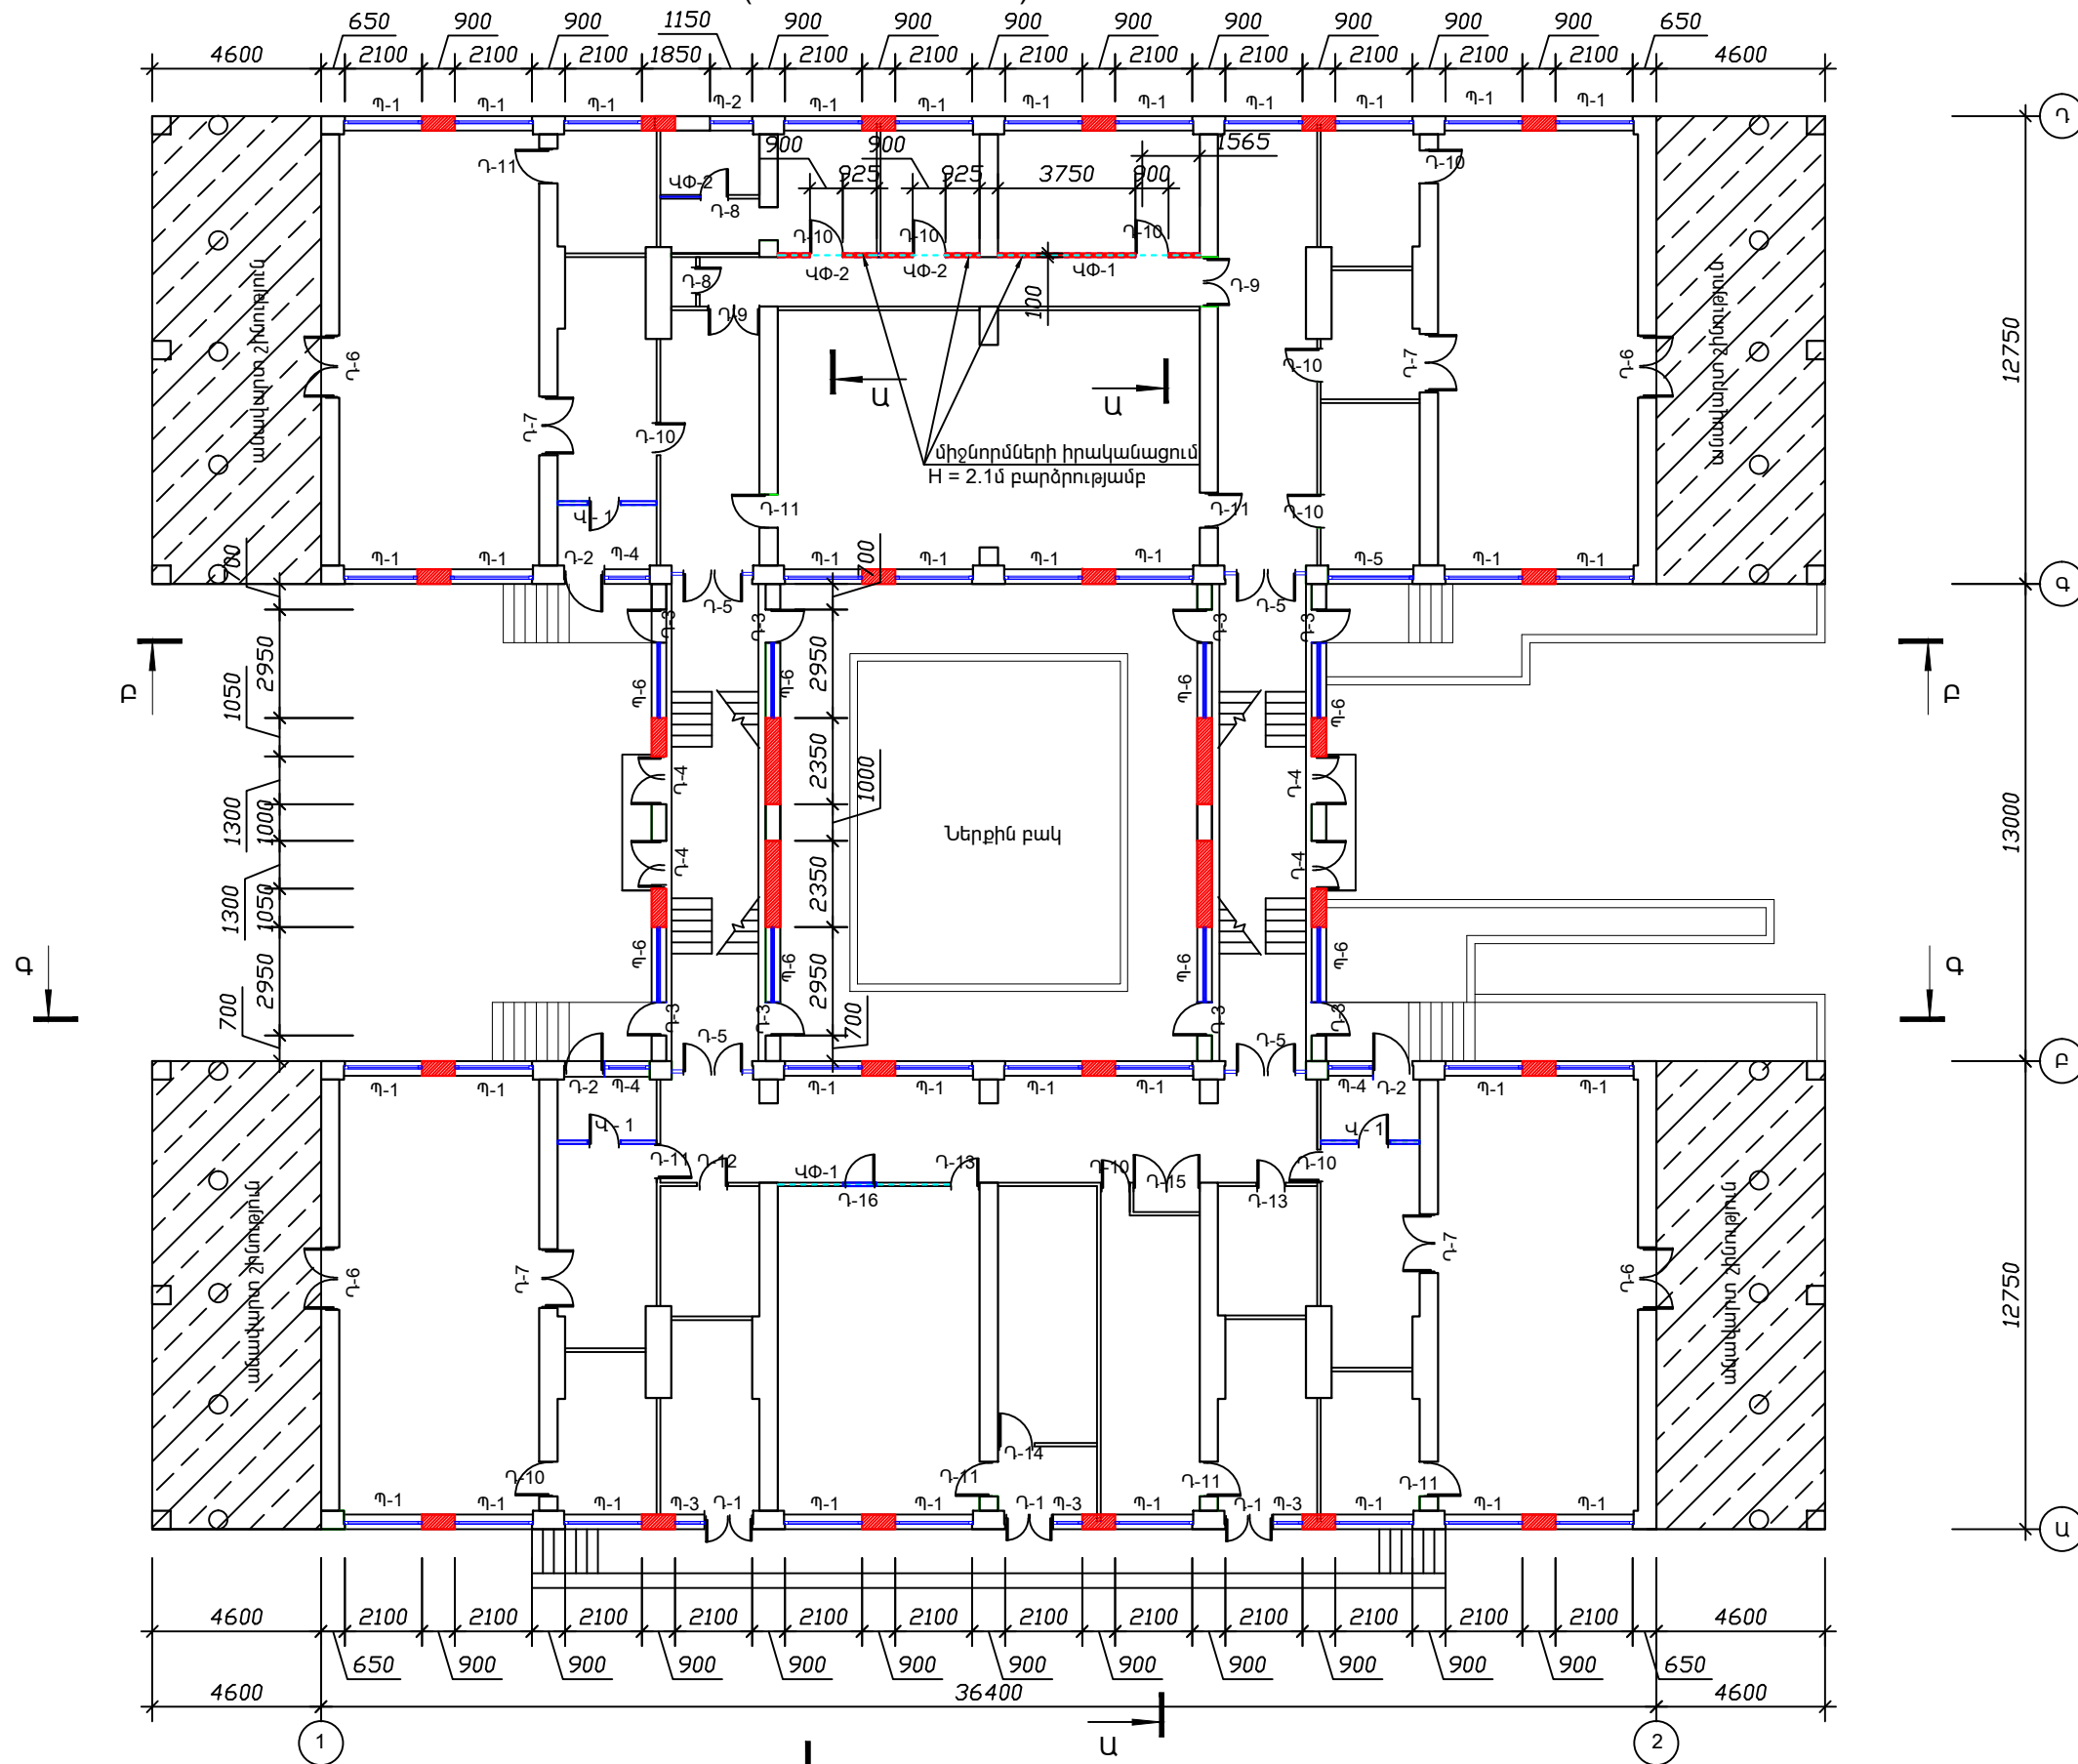 650 900 900 1150 900 900 900 900 900 900 900 900 650
4600 2100 2100 2100 1850 2100 2100 2100 2100 2100 2100 2100 2100 4600
Պ-1 Պ-1 Պ-1 Պ-2 Պ-1 Պ-1 Պ-1 Պ-1 Պ-1 Պ-1 Պ-1 Պ-1
Դ
900 900 1565
Դ-11 ՎՓ-2 925 925 3750 900 Դ-10
Դ-8
Դ-10 Դ-10 Դ-10
Դ-8 ՎՓ-2 ՎՓ-2 ՎՓ-1 Դ-9
100
Դ-9
Դ-6 Դ-10 Դ-7 Դ-6
12750
Ա Ա
Դ-7 Դ-10
միջնորմների իրականացում
H = 2.1մ բարձրությամբ
Վ - 1 Դ-11 Դ-11 Դ-10
700 Պ-1 Պ-1 Դ-2 Պ-4 Պ-1 Պ-1 Պ-1 Պ-1 Պ-5 Պ-1 Պ-1
700
Գ
Դ-5 Դ-5
Դ-3 Դ-3 Դ-3 Դ-3
2950 2950
Բ Բ
1050 Պ-6 Պ-6 Պ-6 Պ-6
2350 1000
Դ-4 Դ-4
1300 1000
Ներքին բակ
13000
Դ-4 Դ-4
1300 1050 2350
Գ Գ
Պ-6 Պ-6 Պ-6 Պ-6
700 2950 2950 700
Դ-3 Դ-3 Դ-3 Դ-3
Դ-5 Դ-5
Բ
Պ-1 Պ-1 Դ-2 Պ-4 Պ-1 Պ-1 Պ-1 Պ-1 Պ-4 Դ-2 Պ-1 Պ-1
Վ - 1 Վ - 1
Դ-11 Դ-12 ՎՓ-1 Դ-13 Դ-10 Դ-15 Դ-13 Դ-10
Դ-16
Դ-6 Դ-7 Դ-7 Դ-6
12750
Դ-14
Դ-10 Դ-11 Դ-11 Դ-11
Պ-1 Պ-1 Պ-1 Պ-3 Դ-1 Պ-1 Պ-1 Դ-1 Պ-3 Պ-1 Դ-1 Պ-3 Պ-1 Պ-1 Պ-1
Ա
4600 2100 2100 2100 2100 2100 2100 2100 2100 2100 2100 2100 2100 4600
650 900 900 900 900 900 900 900 900 900 900 900 650
4600 36400 4600
1 Ա 2